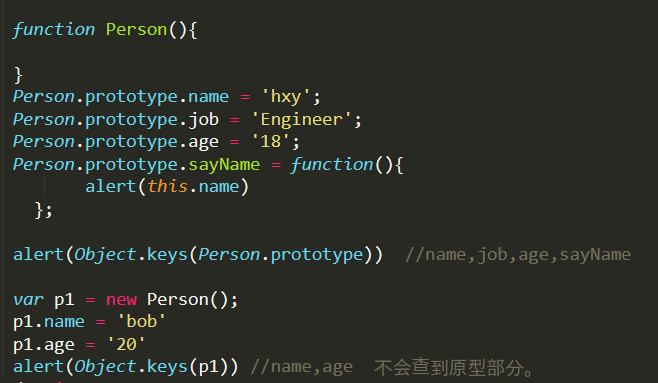 function Person(){
}
Person.prototype.name = 'hxy';
Person.prototype.job = 'Engineer';
Person.prototype.age = '18';
Person.prototype.sayName = function(){
alert(this.name)
};
alert(Object.keys(Person.prototype)) //name,job,age,sayName
var p1 = new Person();
p1.name = 'bob'
p1.age = '20'
alert(Object.keys(p1)) //name,age 不会查到原型部分。